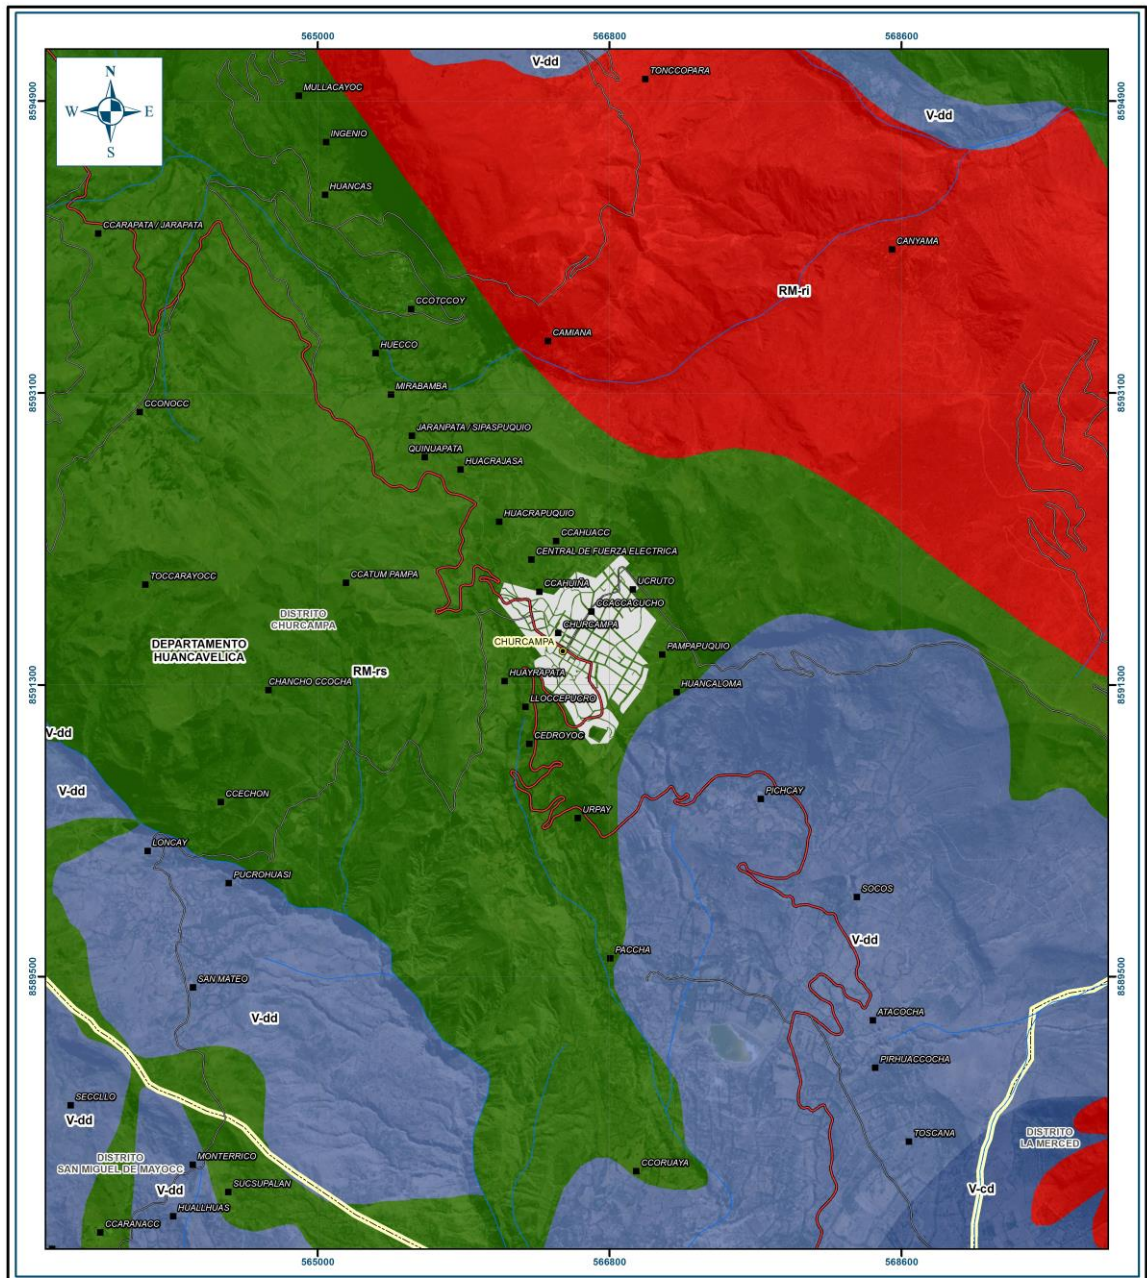 565000
566800
568600
8594900
8593100
8591300
8589500
N
W
E
S
V-dd
TONCCOPARA
MULLACAYOC
V-dd
INGENIO
HUANCAS
CCARAPATA / JARAPATA
CANYAMA
RM-ri
CCOTCCOY
CAMIANA
HUECCO
MIRABAMBA
CCONOCC
JARANPATA / SIPASPUQUIO
QUINUAPATA
HUACRAJASA
HUACRAPUQUIO
CCAHUACC
CENTRAL DE FUERZA ELECTRICA
TOCCARAYOCC
CCATUM PAMPA
CCAHUIÑA
UCRUTO
CCACCACUCHO
DISTRITO
CHURCAMPA
CHURCAMPA
CHURCAMPA
DEPARTAMENTO
HUANCAVELICA
PAMPAPUQUIO
RM-rs
HUAYRAPATA
CHANCHO CCOCHA
HUANCALOMA
LLOCCEPUCRO
V-dd
CEDROYOC
V-dd
PICHCAY
CCECHON
URPAY
LONCAY
PUCROHUASI
SOCOS
V-dd
PACCHA
SAN MATEO
V-dd
ATACOCHA
PIRHUACCOCHA
SECCLLO
V-dd
TOSCANA
DISTRITO
LA MERCED
DISTRITO
SAN MIGUEL DE MAYOCC
MONTERRICO
CCORUAYA
V-dd
SUCSUPALAN
V-cd
HUALLHUAS
CCARANACC
8594900
8593100
8591300
8589500
565000
566800
568600